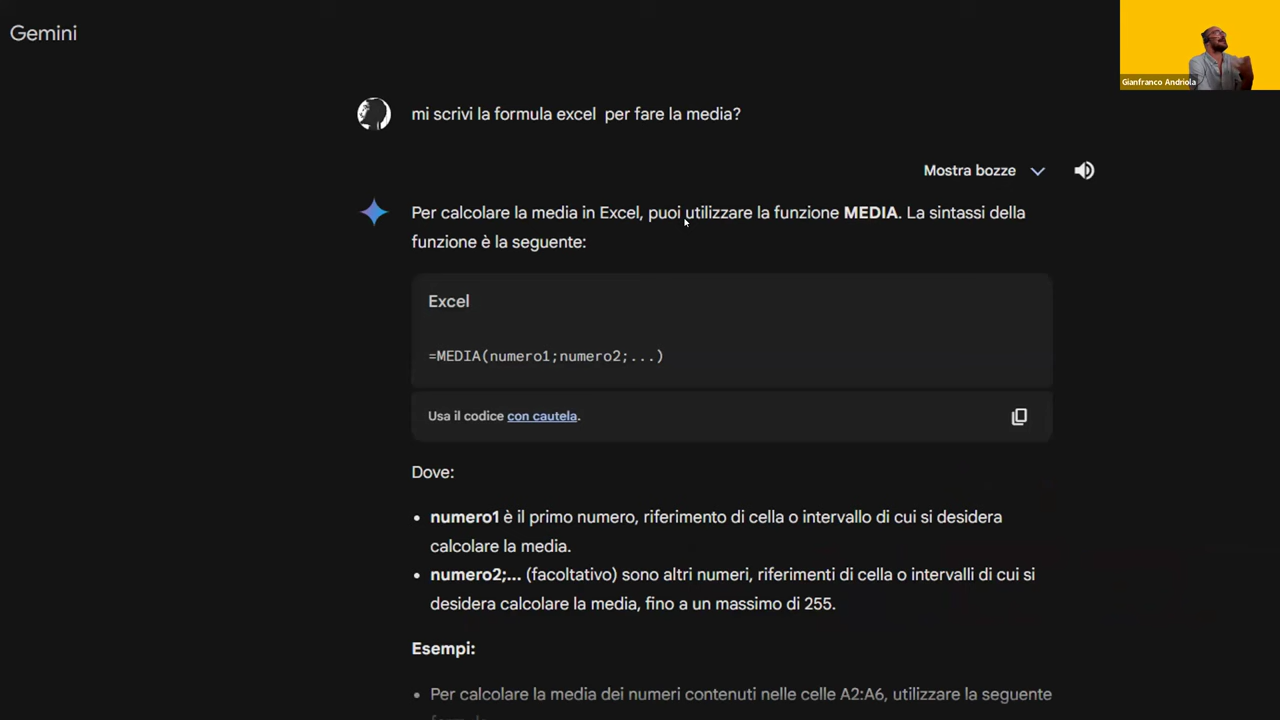 Gemini
Gianfranco Andriola
mi scrivi la formula excel  per fare la media?
Mostra bozze
Per calcolare la media in Excel, puoi utilizzare la funzione MEDIA. La sintassi della
funzione è la seguente:
Excel
=MEDIA(numero1;numero2;...)
Usa il codice con cautela.
Dove:
• numero1 è il primo numero, riferimento di cella o intervallo di cui si desidera
calcolare la media.
• numero2;... (facoltativo) sono altri numeri, riferimenti di cella o intervalli di cui si
desidera calcolare la media, fino a un massimo di 255.
Esempi:
• Per calcolare la media dei numeri contenuti nelle celle A2:A6, utilizzare la seguente